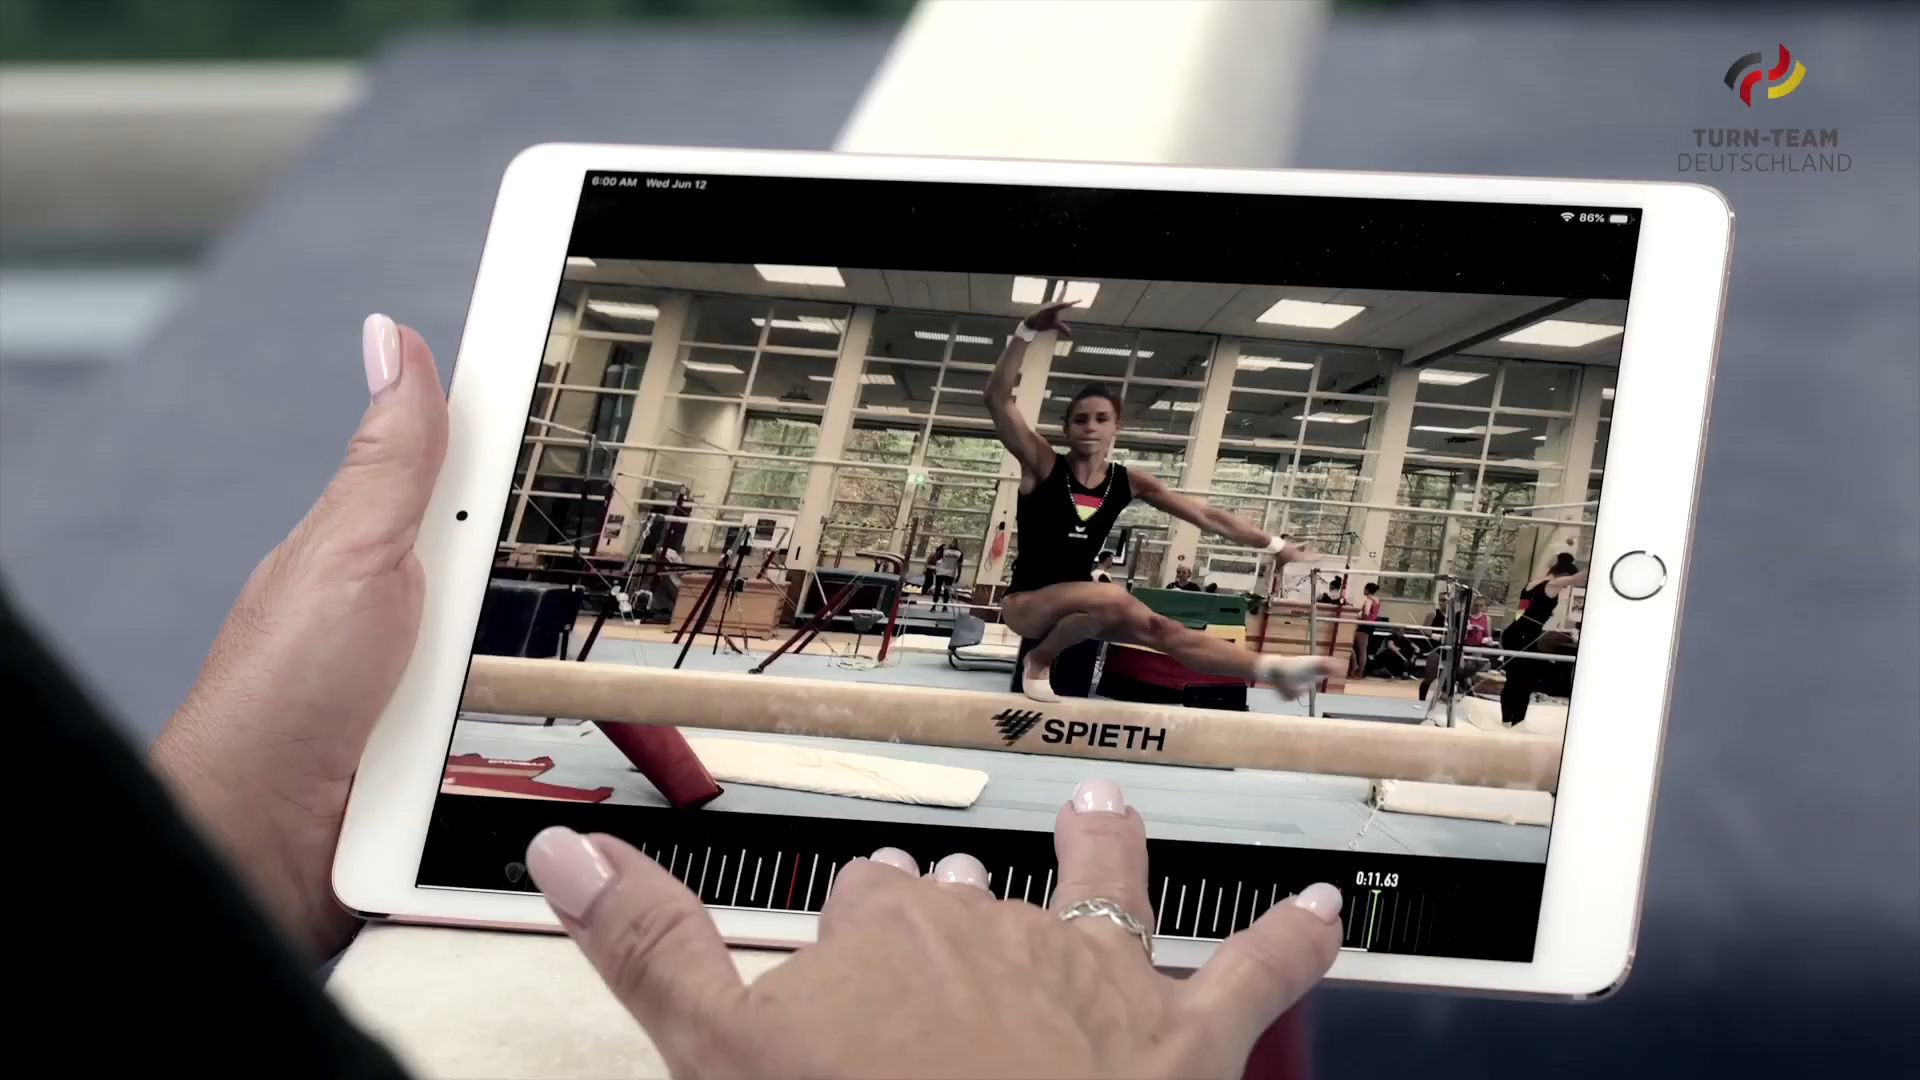 TURN-TEAM
DEUTSCHLAND
6:00 AM Wed Jun 12
86%
SPIETH
0:11.63